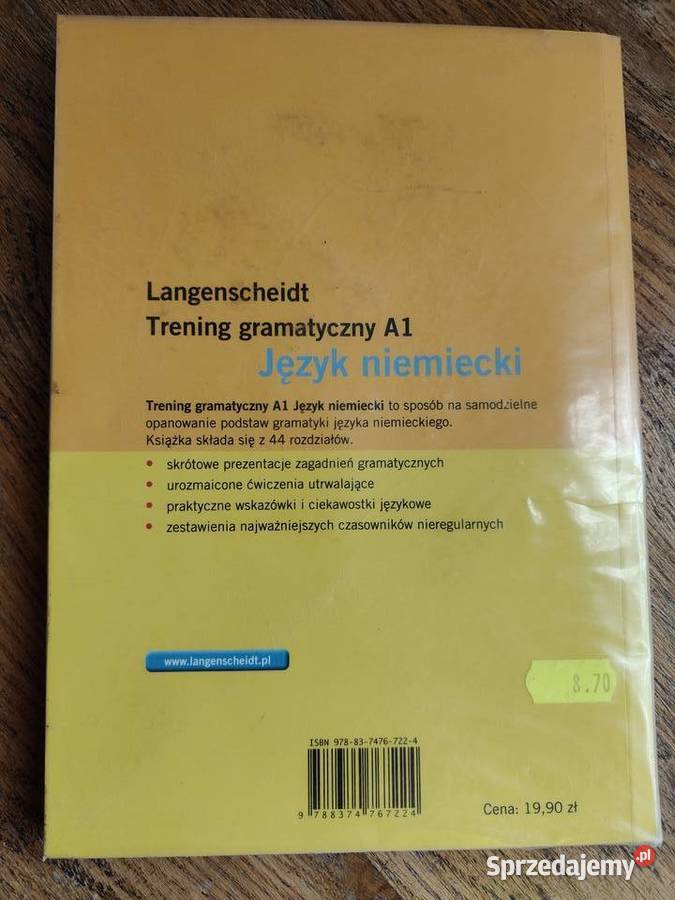 Langenscheidt
Trening gramatyczny A1
Język niemiecki
Trening gramatyczny A1 Język niemiecki to sposób na samodzielne
opanowanie podstaw gramatyki języka niemieckiego.
Książka składa się z 44 rozdziałów.
• skrótowe prezentacje zagadnień gramatycznych
• urozmaicone ćwiczenia utrwalające
• praktyczne wskazówki i ciekawostki językowe
• zestawienia najważniejszych czasowników nieregularnych
www.langenscheidt.pl
8.70
ISBN 978-83-7476-722-4
9 788374 767224
Cena: 19,90 zł
Sprzedajemy.pl